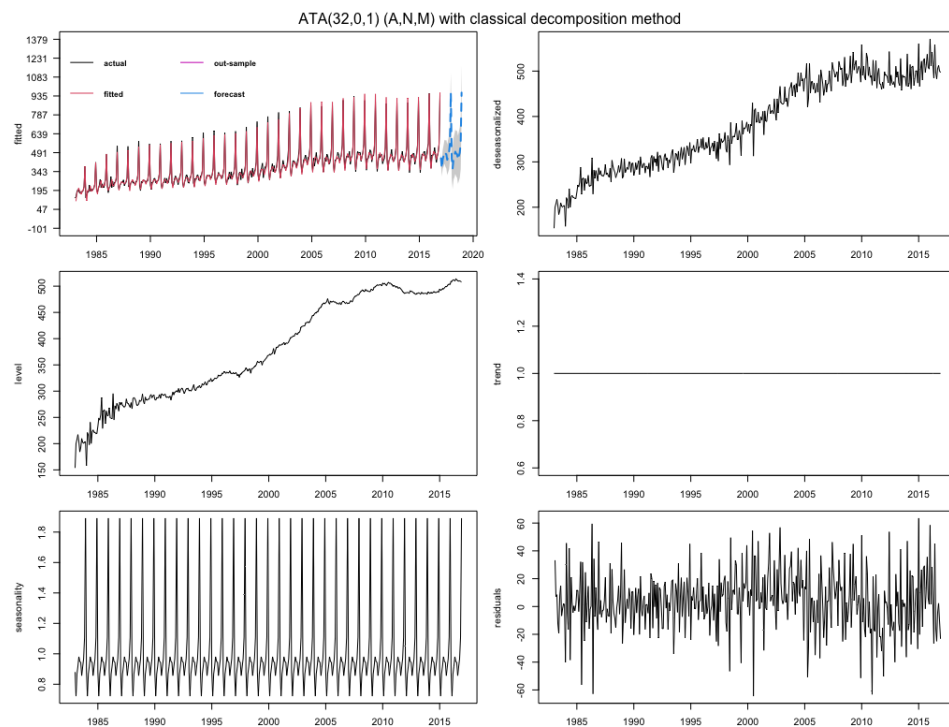 ATA(32,0,1) (A,N,M) with classical decomposition method
fitted
1379
1231
1083
935
787
639
491
343
195
47
-101
actual
out-sample
fitted
forecast
1985 1990 1995 2000 2005 2010 2015 2020
deseasonalized
500
400
300
200
1985 1990 1995 2000 2005 2010 2015
level
500
450
400
350
300
250
200
150
1985 1990 1995 2000 2005 2010 2015
trend
1.4
1.2
1.0
0.8
0.6
1985 1990 1995 2000 2005 2010 2015
seasonality
1.8
1.6
1.4
1.2
1.0
0.8
1985 1990 1995 2000 2005 2010 2015
residuals
60
40
20
0
-20
-40
-60
1985 1990 1995 2000 2005 2010 2015